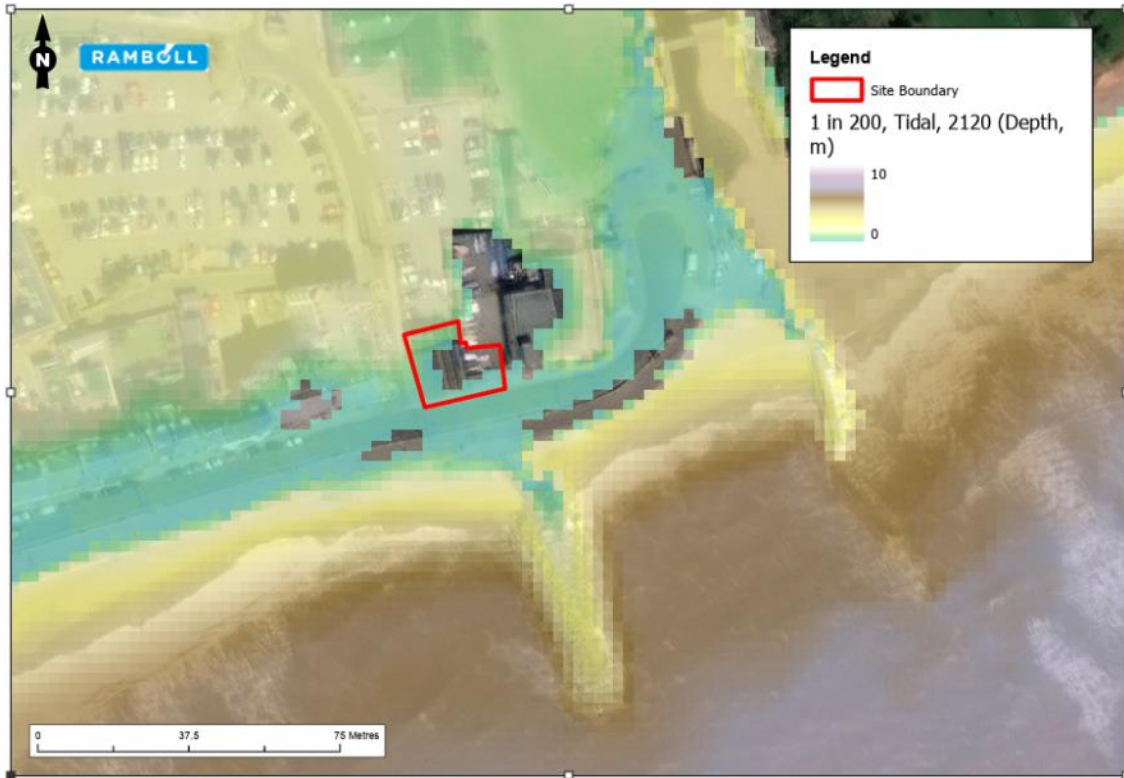 N
RAMBOLL
Legend
Site Boundary
1 in 200, Tidal, 2120 (Depth,
m)
10
0
0 37.5 75 Metres